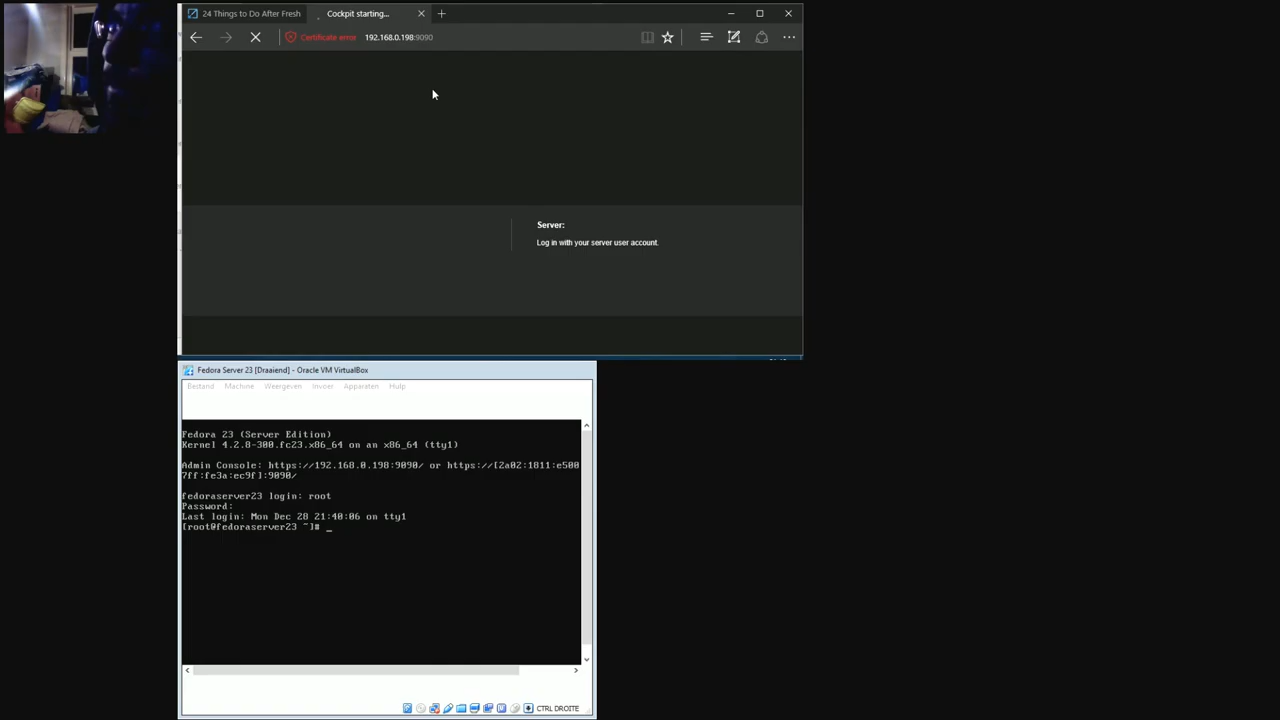 24 Things to Do After Fresh
Cockpit starting...
Certificate error
192.168.0.198:9090
Server:
Log in with your server user account.
Fedora Server 23 [Draaiend] - Oracle VM VirtualBox
Bestand Machine Weergeven Invoer Apparaten Hulp
Fedora 23 (Server Edition)
Kernel 4.2.8-300.fc23.x86_64 on an x86_64 (tty1)
Admin Console: https://192.168.0.198:9090/ or https://[2a02:1811:e500
7ff:fe3a:ec9f]:9090/
fedoraserver23 login: root
Password:
Last login: Mon Dec 28 21:40:06 on tty1
[root@fedoraserver23 ~]# _
CTRL DROITE